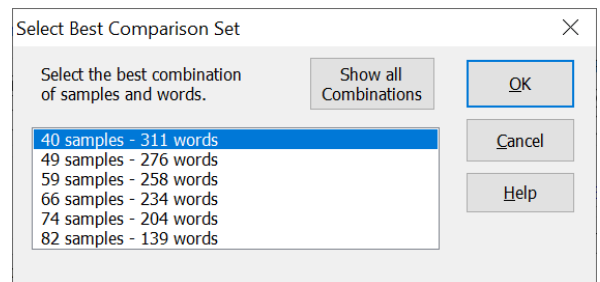 Select Best Comparison Set
Select the best combination
of samples and words.
Show all
Combinations
OK
40 samples - 311 words
49 samples - 276 words
59 samples - 258 words
66 samples - 234 words
74 samples - 204 words
82 samples - 139 words
Cancel
Help